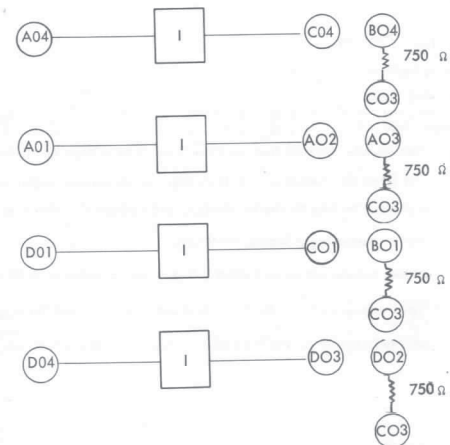 A04 I C04 BO4
750 Ω
CO3
A01 I AO2 AO3
750 Ω
CO3
D01 I CO1 BO1
750 Ω
CO3
D04 I DO3 DO2
750 Ω
CO3